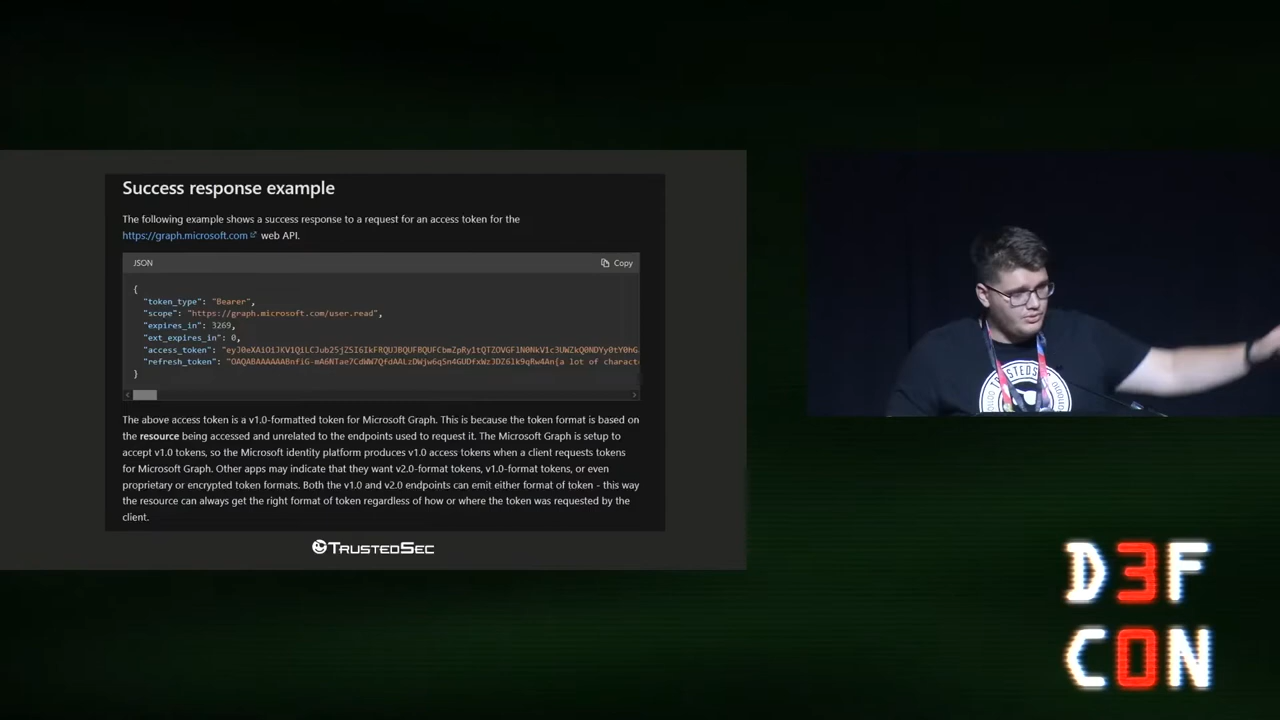 Success response example
The following example shows a success response to a request for an access token for the
https://graph.microsoft.com web API.
JSON
Copy
{
"token_type": "Bearer",
"scope": "https://graph.microsoft.com/user.read",
"expires_in": 3269,
"ext_expires_in": 0,
"access_token":
"refresh_token":
}
The above access token is a v1.0-formatted token for Microsoft Graph. This is because the token format is based on
the resource being accessed and unrelated to the endpoints used to request it. The Microsoft Graph is setup to
accept v1.0 tokens, so the Microsoft identity platform produces v1.0 access tokens when a client requests tokens
for Microsoft Graph. Other apps may indicate that they want v2.0-format tokens, v1.0-format tokens, or even
proprietary or encrypted token formats. Both the v1.0 and v2.0 endpoints can emit either format of token - this way
the resource can always get the right format of token regardless of how or where the token was requested by the
client.
TRUSTEDSEC
TRUSTEDSEC
D3F
C0N